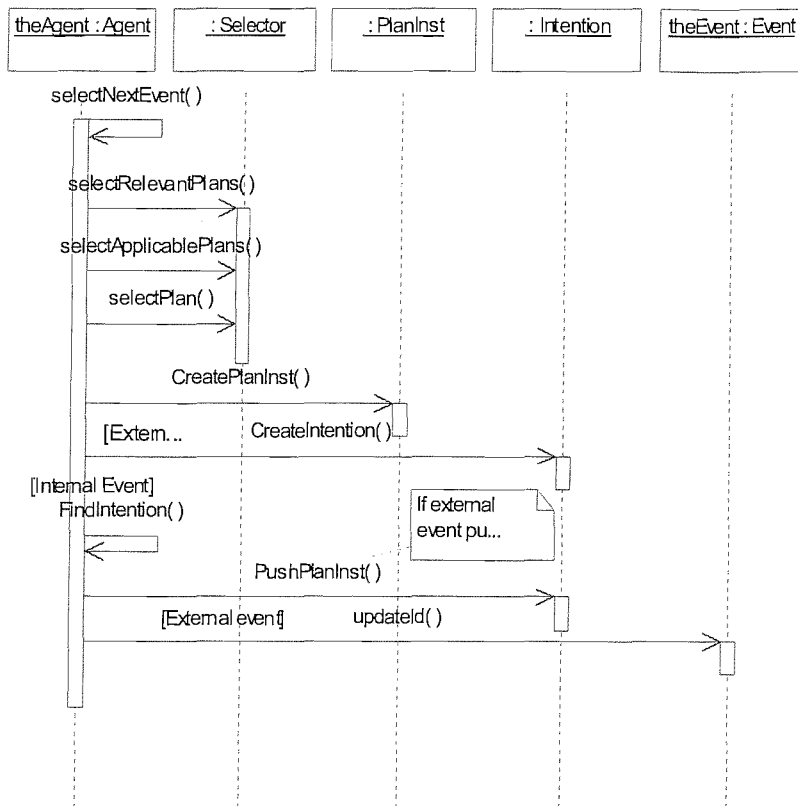 theAgent : Agent
: Selector
: PlanInst
: Intention
theEvent : Event
selectNextEvent( )
selectRelevantPlans( )
selectApplicablePlans( )
selectPlan( )
CreatePlanInst( )
[Extern... CreateIntention( )
[Internal Event]
FindIntention( )
If external
event pu...
PushPlanInst( )
[External event] updateId( )